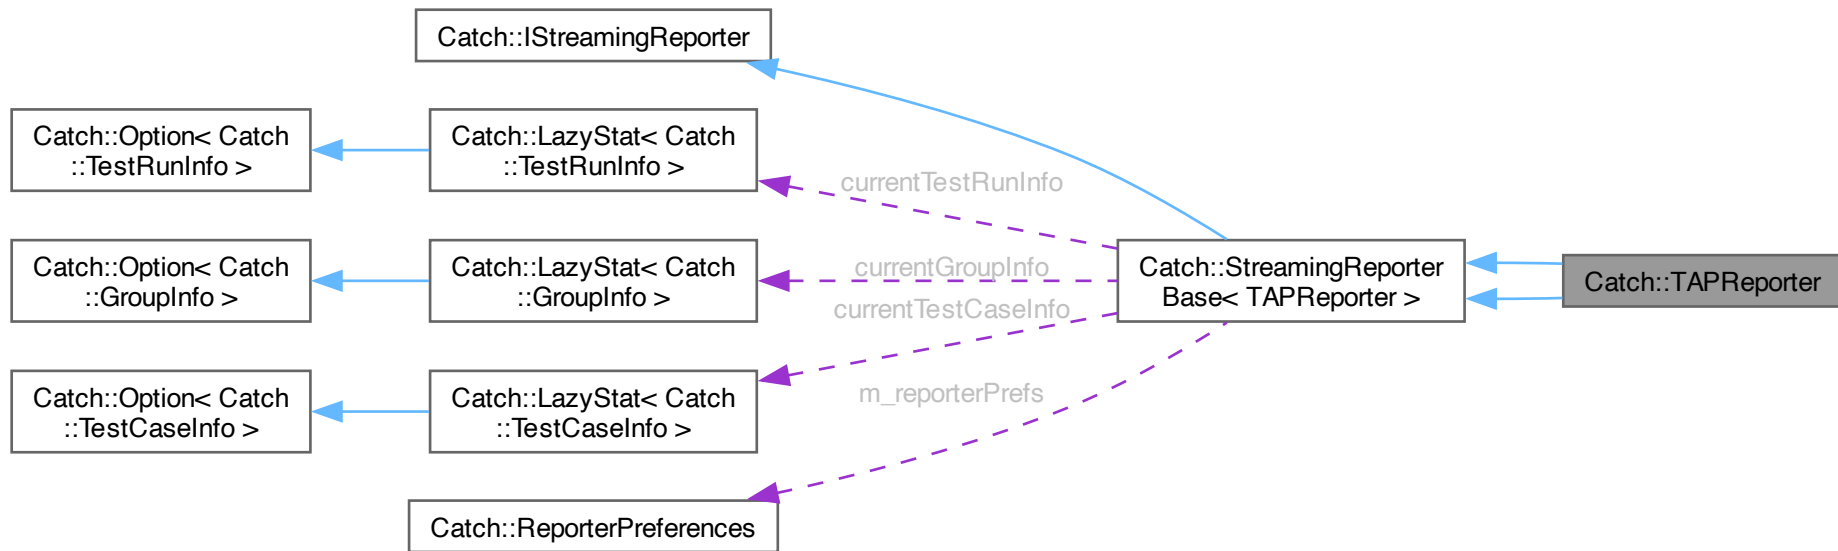 Catch::IStreamingReporter
Catch::Option< Catch
::TestRunInfo >
Catch::LazyStat< Catch
::TestRunInfo >
currentTestRunInfo
Catch::Option< Catch
::GroupInfo >
Catch::LazyStat< Catch
::GroupInfo >
currentGroupInfo
currentTestCaseInfo
Catch::StreamingReporter
Base< TAPReporter >
Catch::TAPReporter
Catch::Option< Catch
::TestCaseInfo >
Catch::LazyStat< Catch
::TestCaseInfo >
m_reporterPrefs
Catch::ReporterPreferences